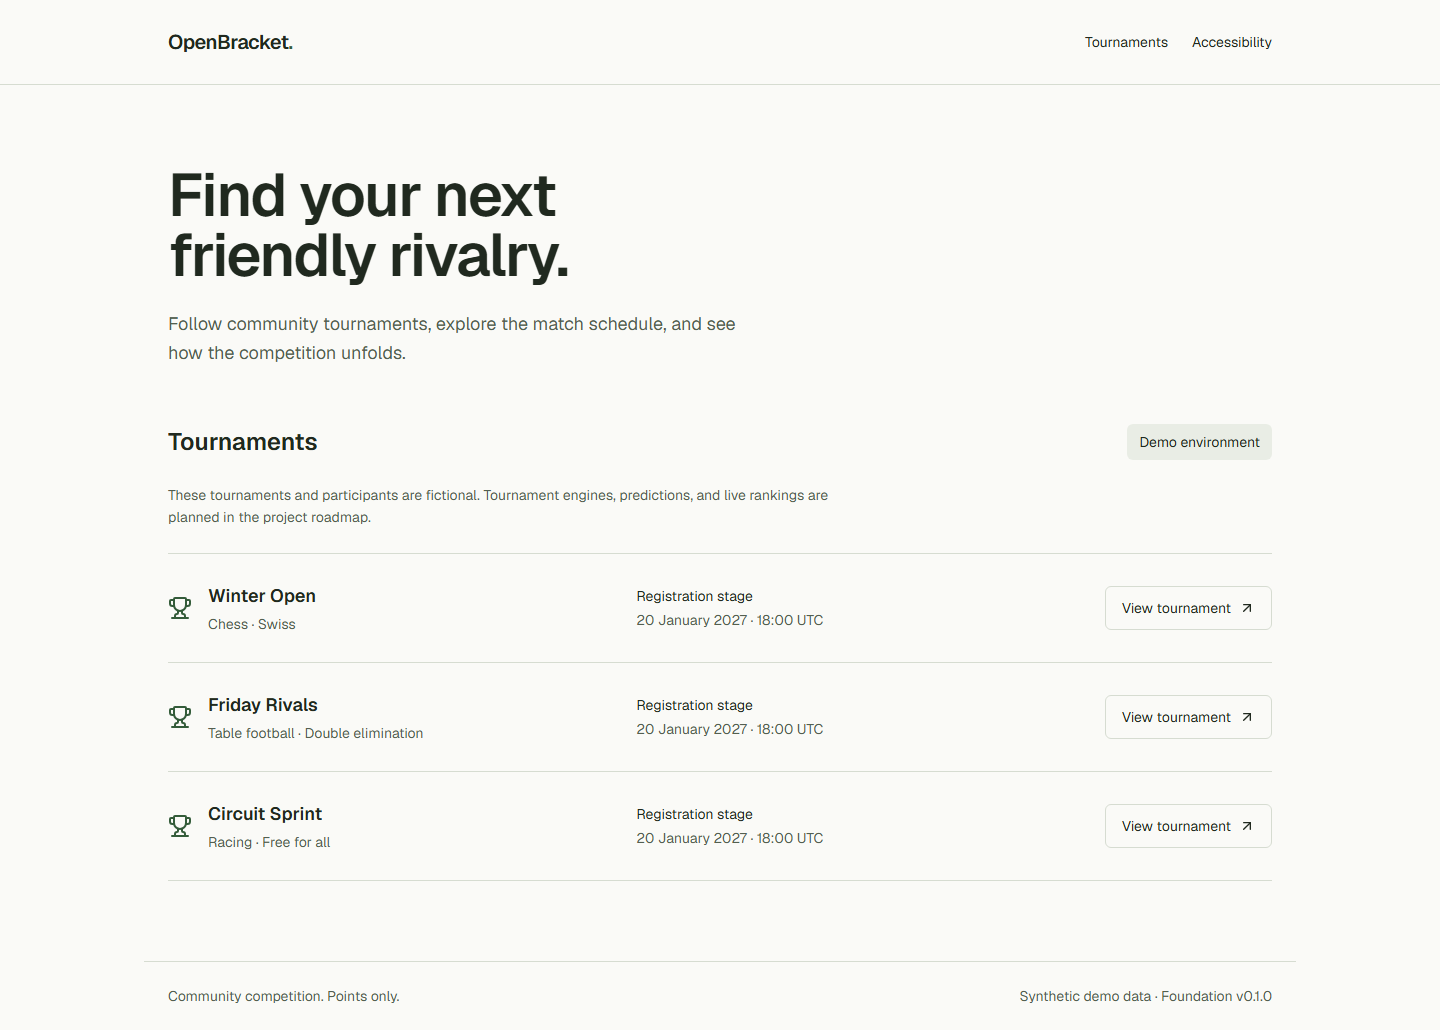 OpenBracket.
Tournaments
Accessibility
Find your next
friendly rivalry.
Follow community tournaments, explore the match schedule, and see
how the competition unfolds.
Tournaments
Demo environment
These tournaments and participants are fictional. Tournament engines, predictions, and live rankings are
planned in the project roadmap.
Winter Open
Chess · Swiss
Registration stage
20 January 2027 · 18:00 UTC
View tournament
Friday Rivals
Table football · Double elimination
Registration stage
20 January 2027 · 18:00 UTC
View tournament
Circuit Sprint
Racing · Free for all
Registration stage
20 January 2027 · 18:00 UTC
View tournament
Community competition. Points only.
Synthetic demo data · Foundation v0.1.0